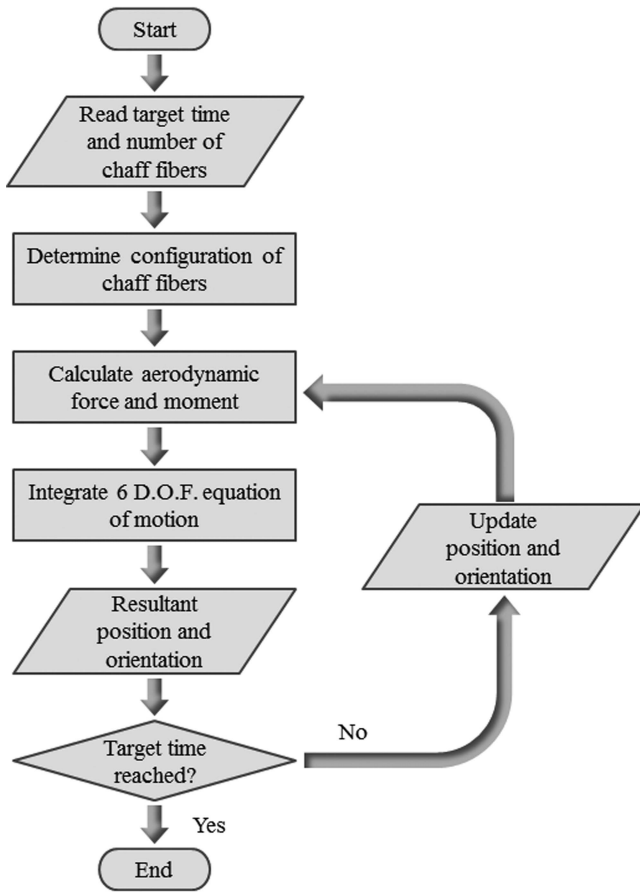 Start
Read target time
and number of
chaff fibers
Determine configuration of
chaff fibers
Calculate aerodynamic
force and moment
Integrate 6 D.O.F. equation
of motion
Update
position and
orientation
Resultant
position and
orientation
Target time
reached?
No
Yes
End